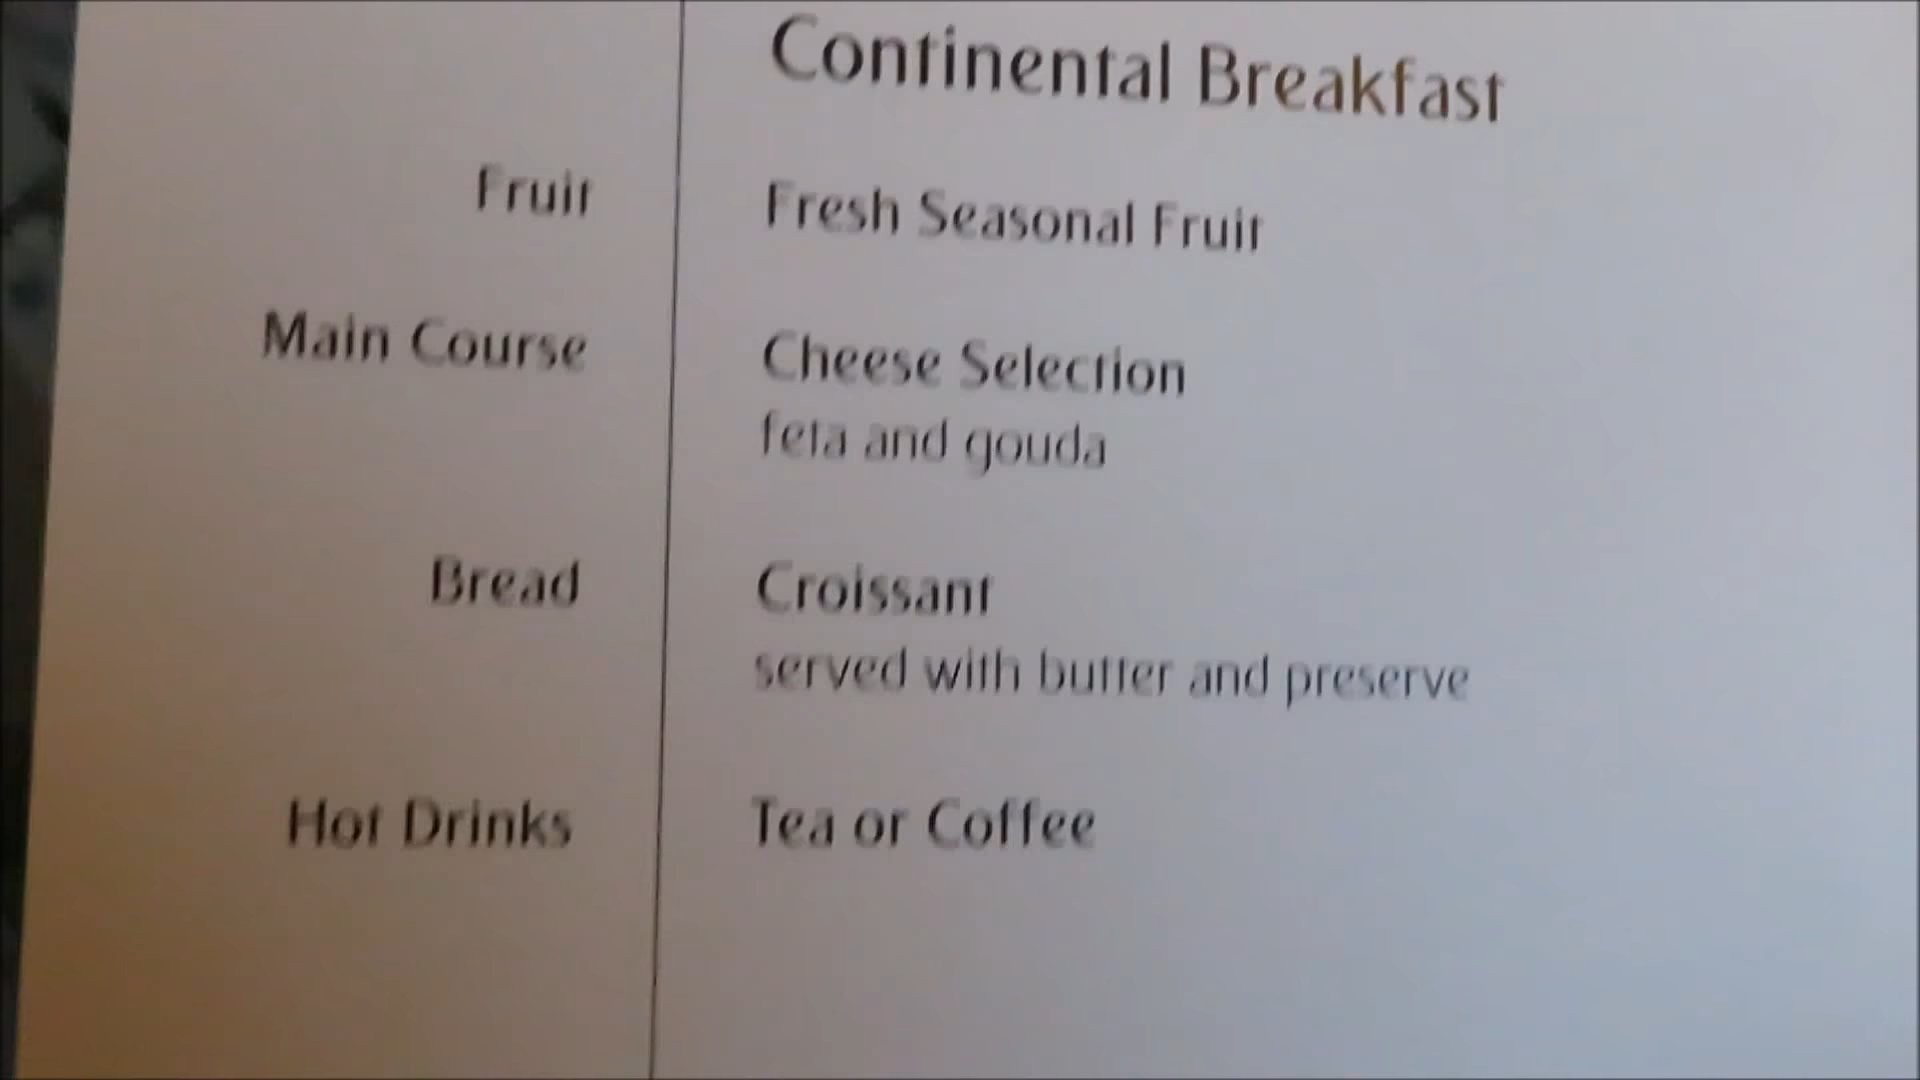 Continental Breakfast
Fruit Fresh Seasonal Fruit
Main Course Cheese Selection
feta and gouda
Bread Croissant
served with butter and preserve
Hot Drinks Tea or Coffee